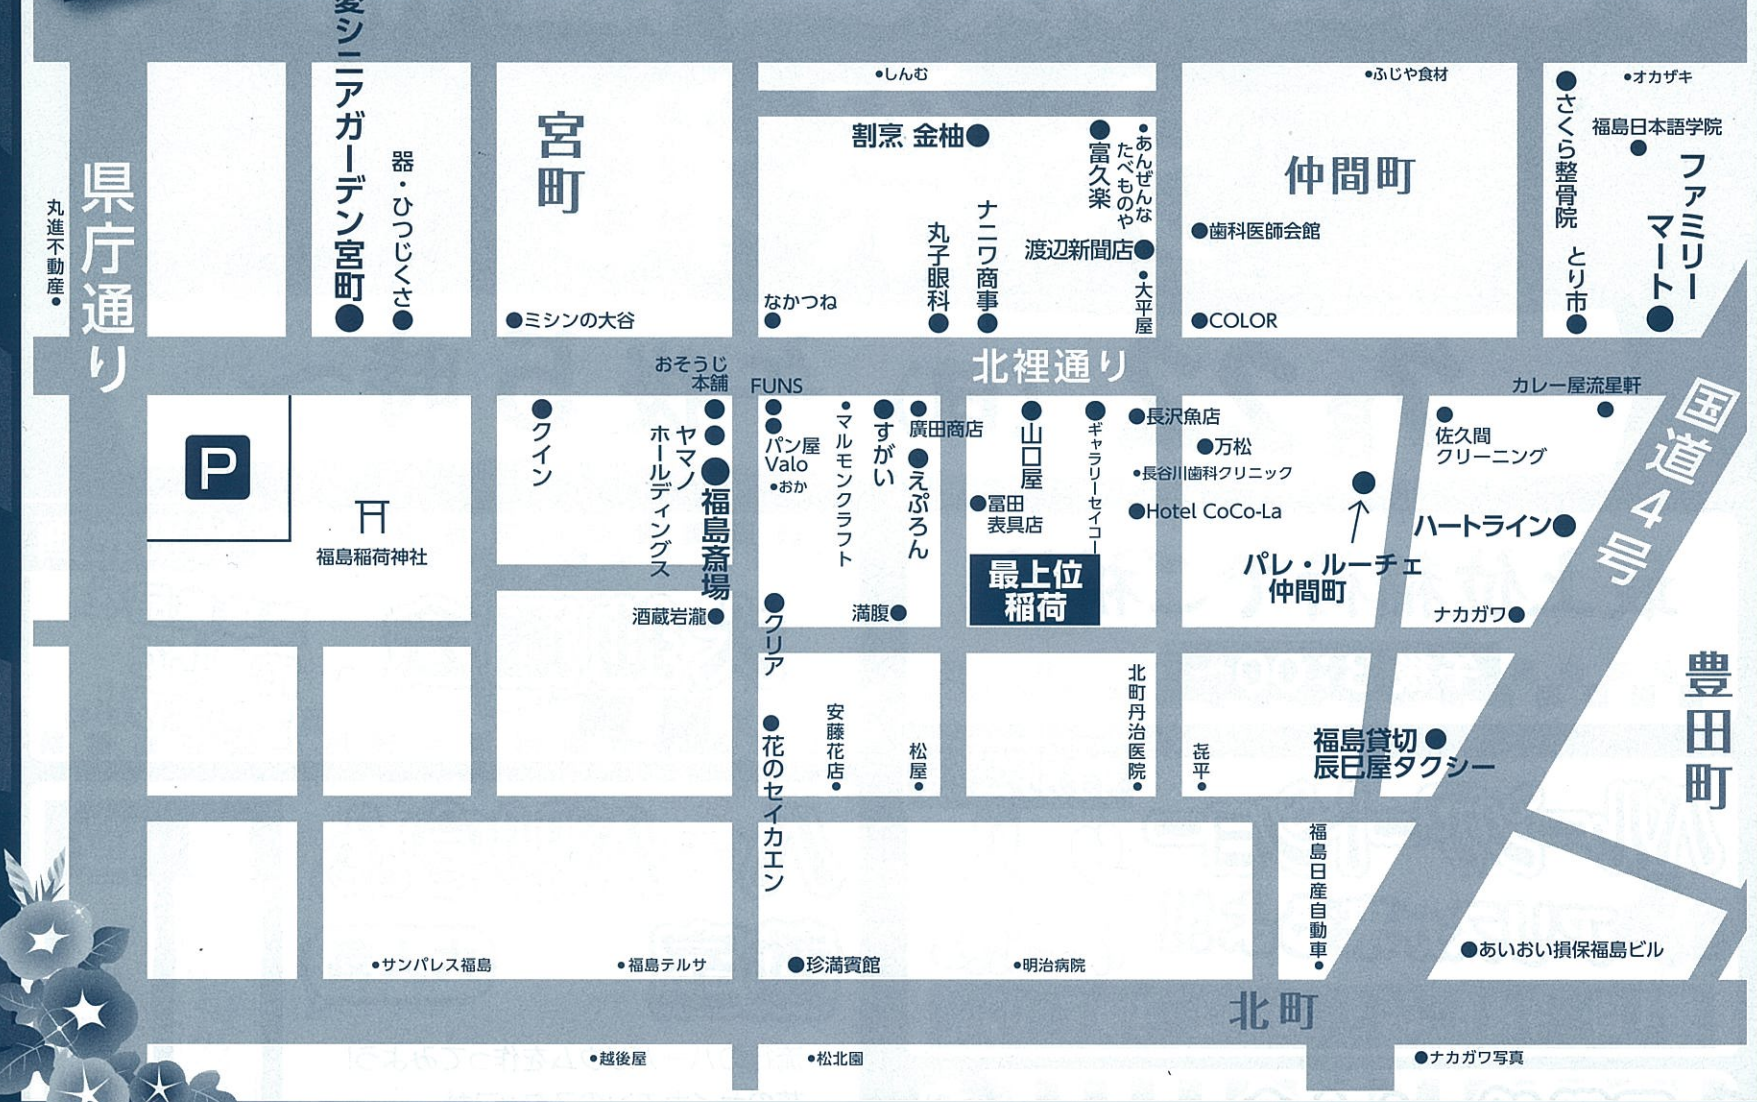 愛シニアガーデン宮町
器・ひつじくさ
県庁通り
丸進不動産
宮町
ミシンの大谷
しんむ
割烹 金柚
富久楽
あんぜんな
たべものや
渡辺新聞店
大平屋
ナニワ商事
丸子眼科
なかつね
ふじや食材
仲間町
歯科医師会館
COLOR
さくら整骨院
とり市
オカザキ
福島日本語学院
ファミリー
マート
北裡通り
国道4号
P
福島稲荷神社
クイン
おそうじ
本舗
ヤマノ
ホールディングス
福島斎場
酒蔵岩瀧
FUNS
パン屋
Valo
おか
マルモンクラフト
すがい
廣田商店
えぷろん
クリア
満腹
山口屋
冨田
表具店
ギャラリーセイコー
最上位
稲荷
長沢魚店
万松
長谷川歯科クリニック
Hotel CoCo-La
パレ・ルーチェ
仲間町
カレー屋流星軒
佐久間
クリーニング
ハートライン
ナカガワ
花のセイカエン
安藤花店
松屋
北町丹治医院
㐂平
福島貸切
辰巳屋タクシー
豊田町
サンパレス福島
福島テルサ
珍満賓館
明治病院
福島日産自動車
あいおい損保福島ビル
北町
越後屋
松北園
ナカガワ写真